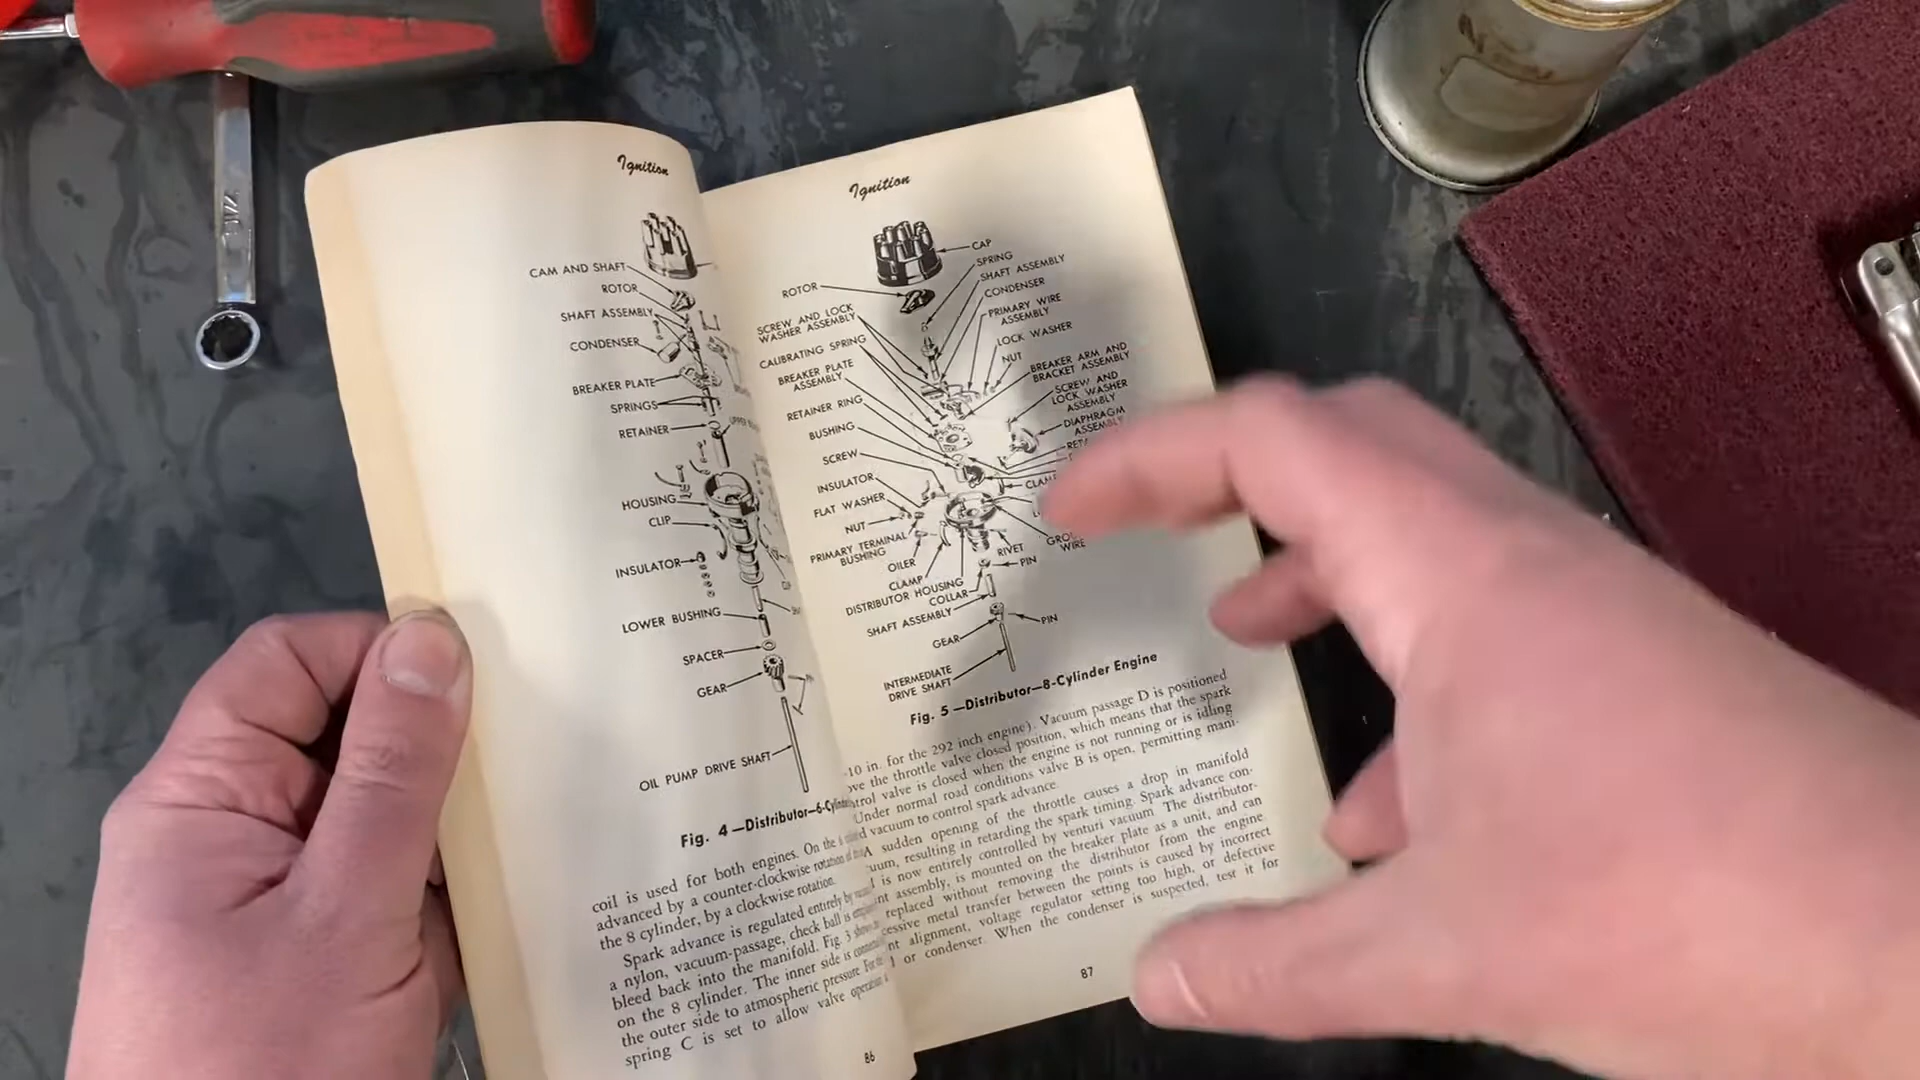 Ignition
CAM AND SHAFT
ROTOR
SHAFT ASSEMBLY
CONDENSER
BREAKER PLATE
SPRINGS
RETAINER
UPPER
HOUSING
CLIP
INSULATOR
LOWER BUSHING
SPACER
GEAR
OIL PUMP DRIVE SHAFT
Fig. 4—Distributor—6-Cylinder
coil is used for both engines. On the
advanced by a counter-clockwise rotation
the 8 cylinder, by a clockwise rotation.
Spark advance is regulated entirely by
a nylon, vacuum-passage, check ball is
bleed back into the manifold. Fig. 3
on the 8 cylinder. The inner side is
the outer side to atmospheric pressure.
spring C is set to allow valve
86
Ignition
CAP
SPRING
SHAFT ASSEMBLY
CONDENSER
PRIMARY WIRE
ASSEMBLY
LOCK WASHER
NUT
BREAKER ARM AND
BRACKET ASSEMBLY
SCREW AND
LOCK WASHER
ASSEMBLY
DIAPHRAGM
ASSEMBLY
ROTOR
SCREW AND LOCK
WASHER ASSEMBLY
CALIBRATING SPRING
BREAKER PLATE
ASSEMBLY
RETAINER RING
BUSHING
SCREW
INSULATOR
FLAT WASHER
NUT
PRIMARY TERMINAL
BUSHING
OILER
CLAMP
DISTRIBUTOR HOUSING
COLLAR
SHAFT ASSEMBLY
GEAR
INTERMEDIATE
DRIVE SHAFT
RIVET
WIRE
PIN
PIN
Fig. 5—Distributor—8-Cylinder Engine
10 in. for the 292 inch engine). Vacuum passage D is positioned
the throttle valve closed position, which means that the spark
valve is closed when the engine is not running or is idling
Under normal road conditions valve B is open, permitting mani-
vacuum to control spark advance.
A sudden opening of the throttle causes a drop in manifold
resulting in retarding the spark timing. Spark advance con-
is now entirely controlled by venturi vacuum The distributor-
assembly, is mounted on the breaker plate as a unit, and can
replaced without removing the distributor from the engine
metal transfer between the points is caused by incorrect
alignment, voltage regulator setting too high, or defective
or condenser. When the condenser is suspected, test it for
87